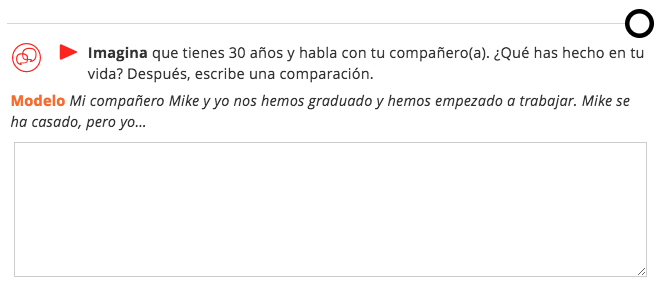 Imagina que tienes 30 años y habla con tu compañero(a). ¿Qué has hecho en tu
vida? Después, escribe una comparación.
Modelo Mi compañero Mike y yo nos hemos graduado y hemos empezado a trabajar. Mike se
ha casado, pero yo...